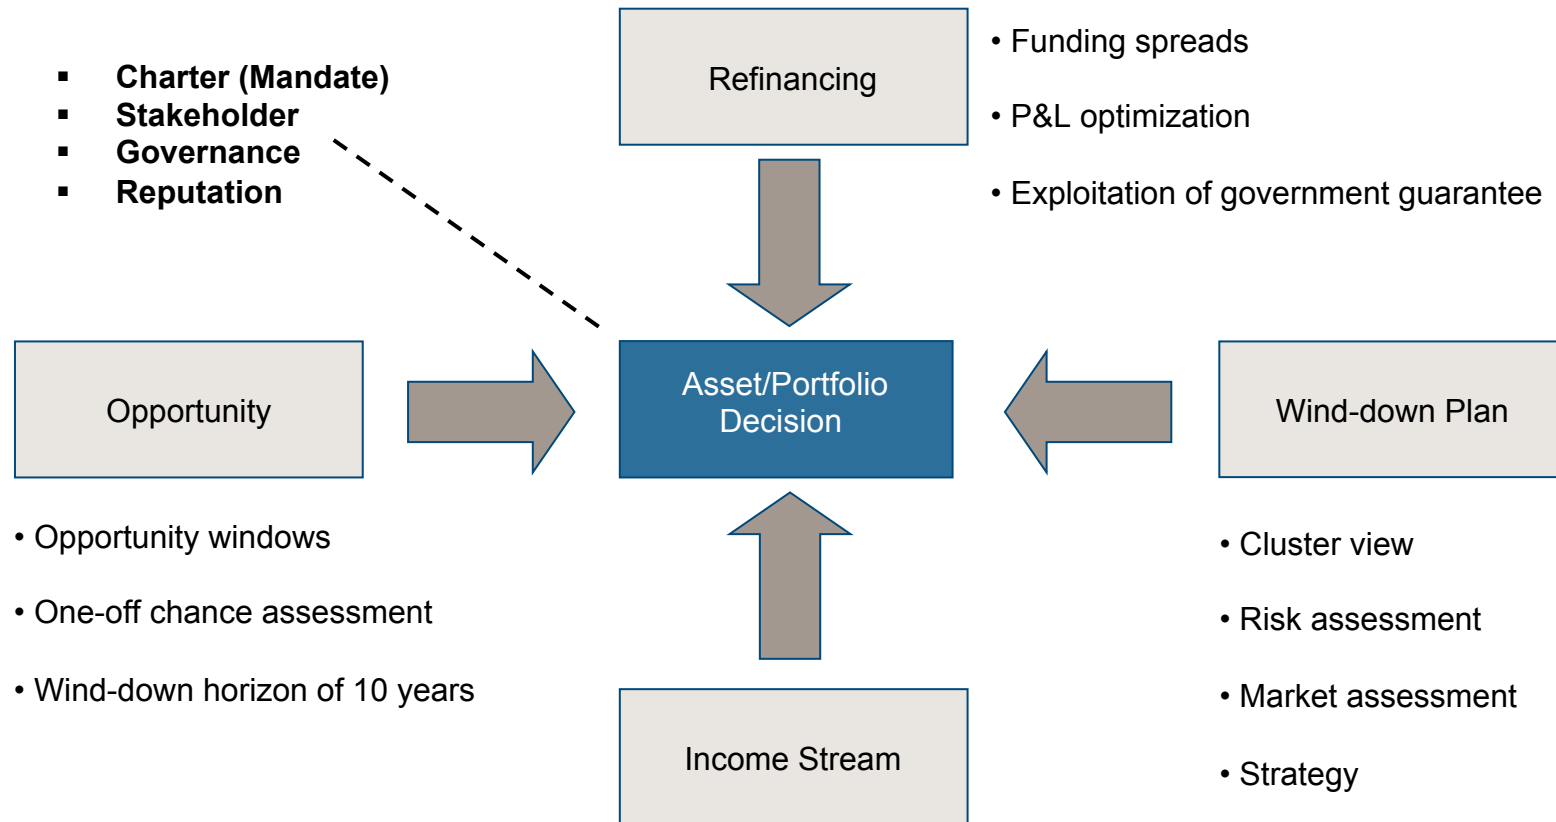 ▪ Charter (Mandate)
▪ Stakeholder
▪ Governance
▪ Reputation
Refinancing
• Funding spreads
• P&L optimization
• Exploitation of government guarantee
Opportunity
Asset/Portfolio
Decision
Wind-down Plan
• Opportunity windows
• One-off chance assessment
• Wind-down horizon of 10 years
Income Stream
• Cluster view
• Risk assessment
• Market assessment
• Strategy